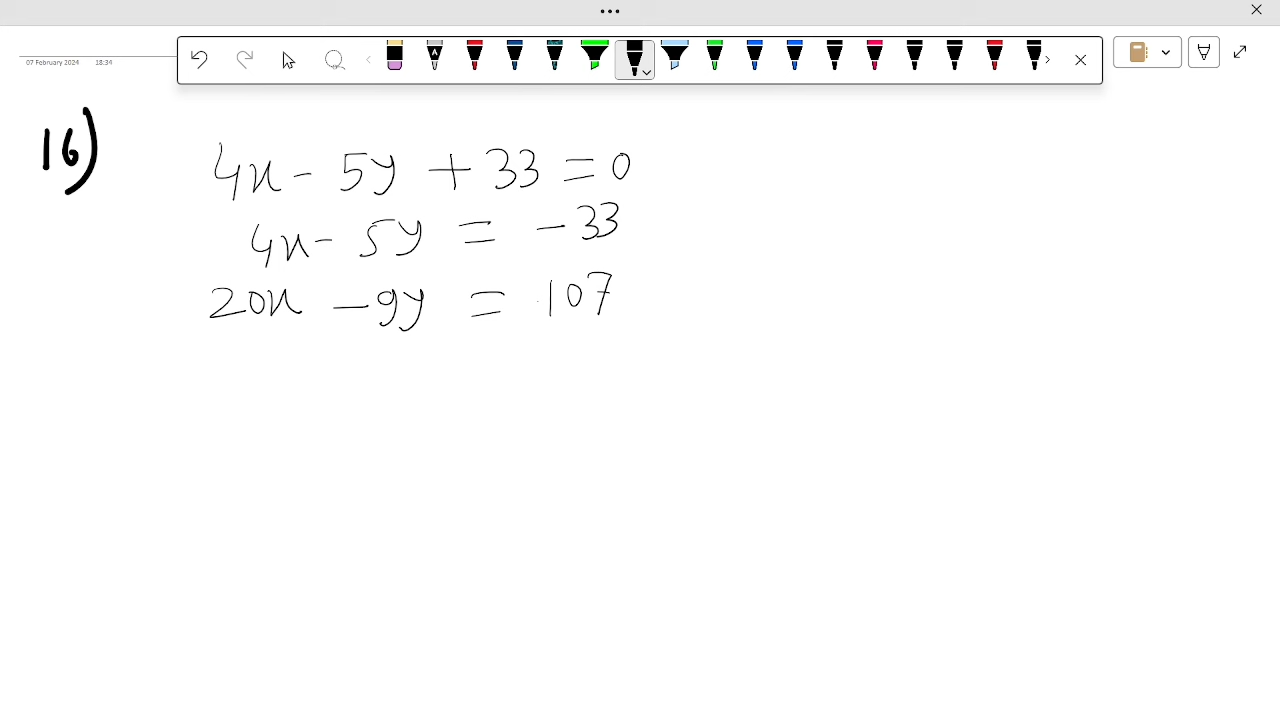 07 February 2024 18:34
16)
4x - 5y + 33 = 0
4x - 5y = -33
20x - 9y = 107